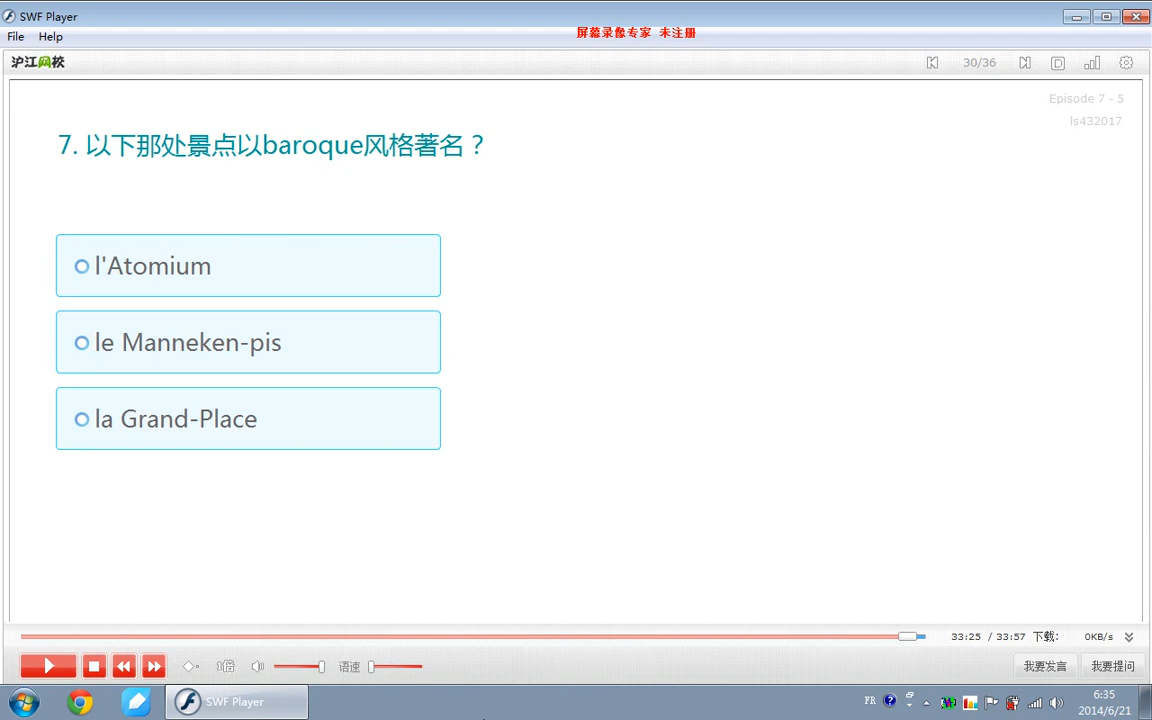 SWF Player
File Help
屏幕录像专家 未注册
沪江网校
30/36
Episode 7 - 5
ls432017
7. 以下那处景点以baroque风格著名？
l'Atomium
le Manneken-pis
la Grand-Place
33:25 / 33:57 下载： 0KB/s
1倍
语速
我要发言 我要提问
SWF Player
FR
6:35
2014/6/21